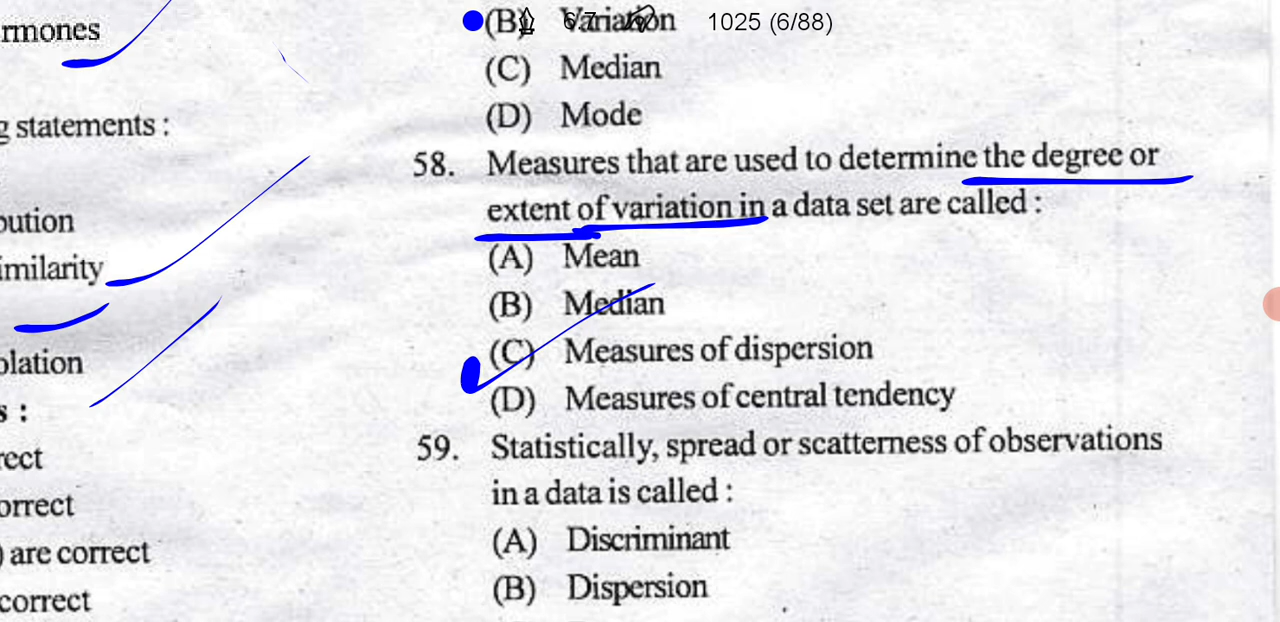 rmones
g statements :
bution
imilarity
olation
s :
rect
orrect
) are correct
correct
(B) Variation 1025 (6/88)
(C) Median
(D) Mode
58. Measures that are used to determine the degree or
extent of variation in a data set are called :
(A) Mean
(B) Median
(C) Measures of dispersion
(D) Measures of central tendency
59. Statistically, spread or scatterness of observations
in a data is called :
(A) Discriminant
(B) Dispersion